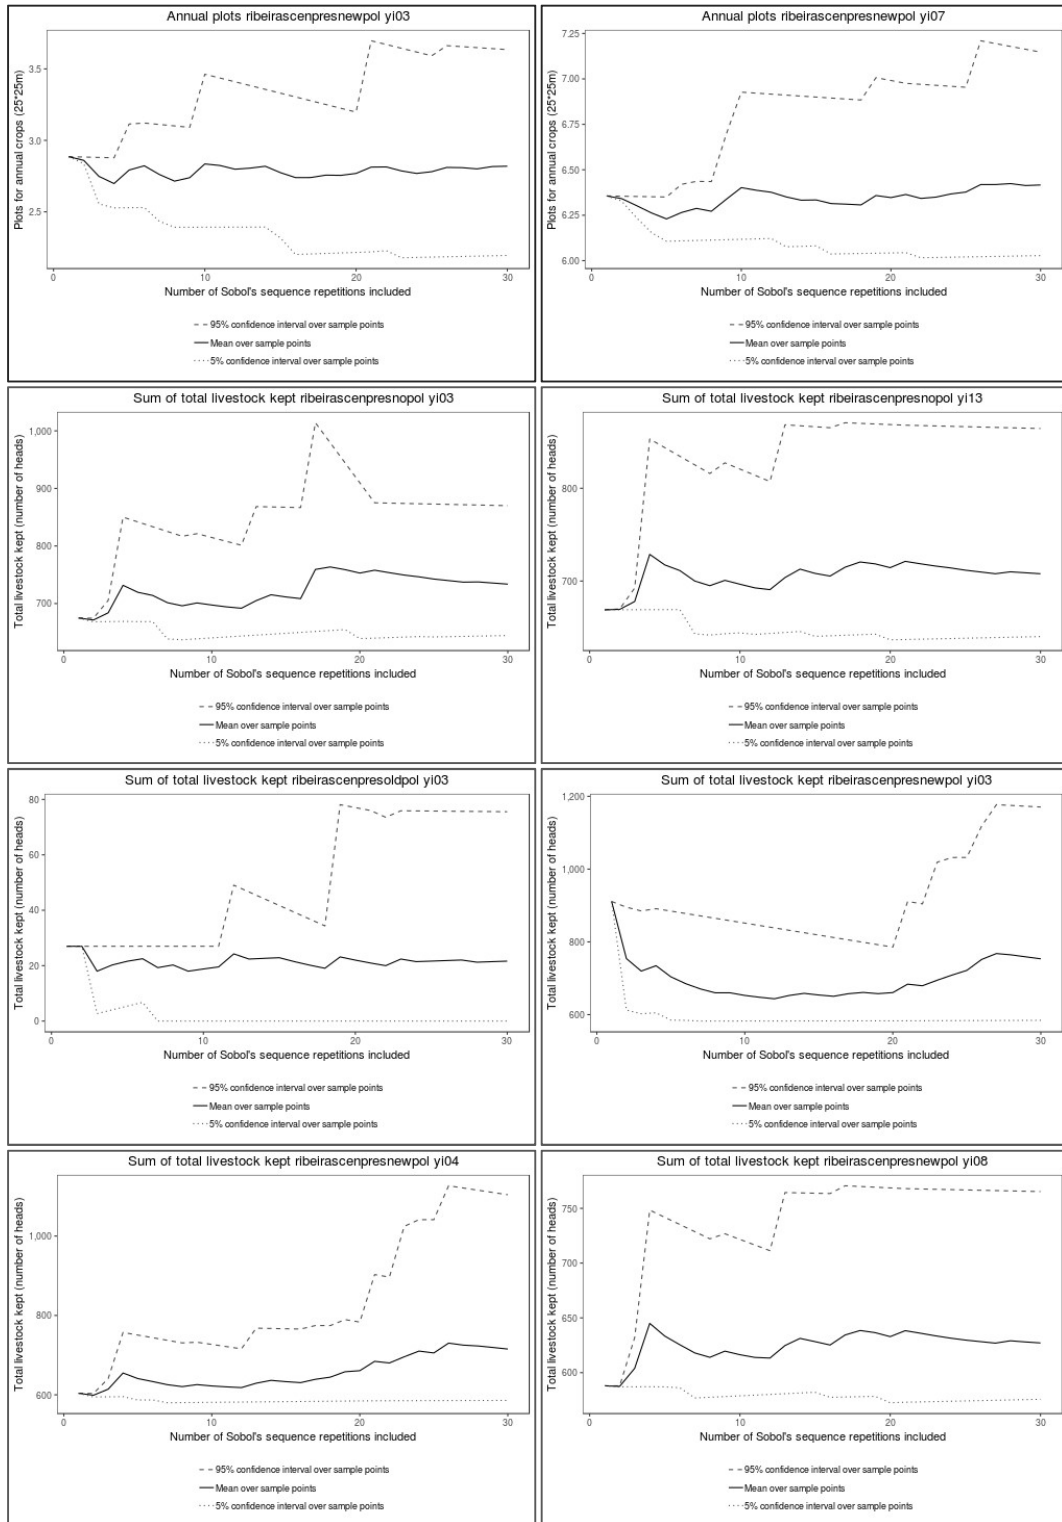 Annual plots ribeirascenpresnewpol yi03
Plots for annual crops (25*25m)
3.5
3.0
2.5
0 10 20 30
Number of Sobol's sequence repetitions included
95% confidence interval over sample points
Mean over sample points
5% confidence interval over sample points
Annual plots ribeirascenpresnewpol yi07
Plots for annual crops (25*25m)
7.25
7.00
6.75
6.50
6.25
6.00
0 10 20 30
Number of Sobol's sequence repetitions included
95% confidence interval over sample points
Mean over sample points
5% confidence interval over sample points
Sum of total livestock kept ribeirascenpresnopol yi03
Total livestock kept (number of heads)
1,000
900
800
700
0 10 20 30
Number of Sobol's sequence repetitions included
95% confidence interval over sample points
Mean over sample points
5% confidence interval over sample points
Sum of total livestock kept ribeirascenpresnopol yi13
Total livestock kept (number of heads)
800
700
0 10 20 30
Number of Sobol's sequence repetitions included
95% confidence interval over sample points
Mean over sample points
5% confidence interval over sample points
Sum of total livestock kept ribeirascenpresoldpol yi03
Total livestock kept (number of heads)
80
60
40
20
0
0 10 20 30
Number of Sobol's sequence repetitions included
95% confidence interval over sample points
Mean over sample points
5% confidence interval over sample points
Sum of total livestock kept ribeirascenpresnewpol yi03
Total livestock kept (number of heads)
1,200
1,000
800
600
0 10 20 30
Number of Sobol's sequence repetitions included
95% confidence interval over sample points
Mean over sample points
5% confidence interval over sample points
Sum of total livestock kept ribeirascenpresnewpol yi04
Total livestock kept (number of heads)
1,000
800
600
0 10 20 30
Number of Sobol's sequence repetitions included
95% confidence interval over sample points
Mean over sample points
5% confidence interval over sample points
Sum of total livestock kept ribeirascenpresnewpol yi08
Total livestock kept (number of heads)
750
700
650
600
0 10 20 30
Number of Sobol's sequence repetitions included
95% confidence interval over sample points
Mean over sample points
5% confidence interval over sample points